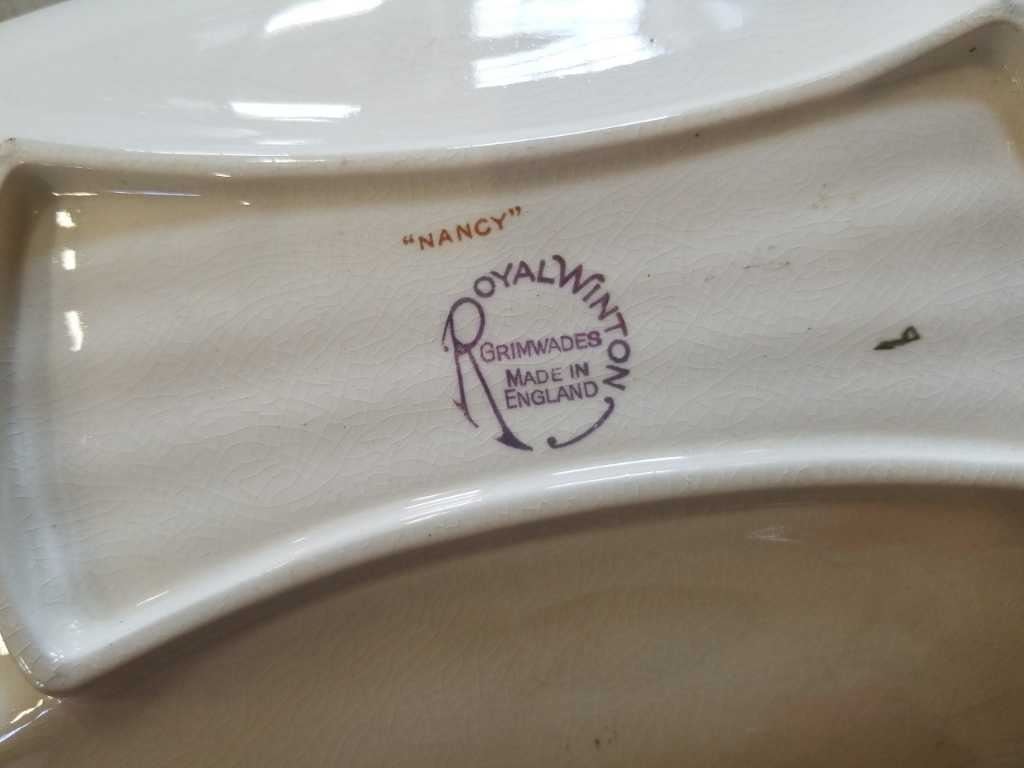 “NANCY”
ROYAL WINTON
GRIMWADES
MADE IN
ENGLAND